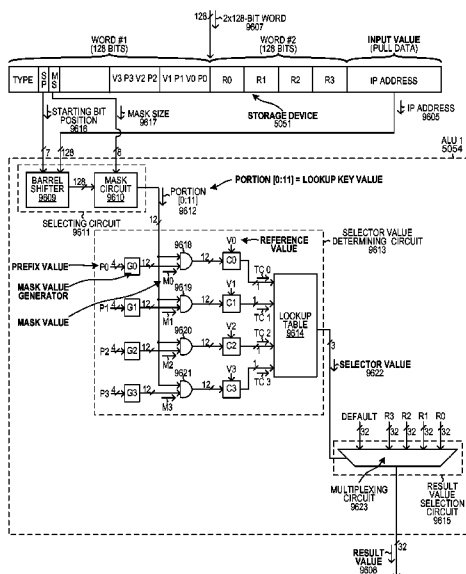 128
2x128-BIT WORD
9607
WORD #1
(128 BITS)
WORD #2
(128 BITS)
INPUT VALUE
(PULL DATA)
TYPE
SP
MS
V3 P3 V2 P2
V1 P1 V0 P0
R0
R1
R2
R3
IP ADDRESS
STARTING BIT
POSITION
9616
MASK SIZE
9617
STORAGE DEVICE
5051
IP ADDRESS
9605
ALU 1
5054
7
128
8
BARREL
SHIFTER
9609
128
MASK
CIRCUIT
9610
SELECTING CIRCUIT
9611
PORTION
[0:11]
9612
PORTION [0:11] = LOOKUP KEY VALUE
12
SELECTOR VALUE
DETERMINING CIRCUIT
9613
PREFIX VALUE
MASK VALUE
GENERATOR
MASK VALUE
REFERENCE VALUE
P0 4 G0 12 M0 9618 12 V0 C0 TC 0 1
P1 4 G1 12 M1 9619 12 V1 C1 TC 1 1
P2 4 G2 12 M2 9620 12 V2 C2 TC 2 1
P3 4 G3 12 M3 9621 12 V3 C3 TC 3 1
LOOKUP
TABLE
9614
3
SELECTOR VALUE
9622
DEFAULT R3 R2 R1 R0
32 32 32 32 32
MULTIPLEXING
CIRCUIT
9623
RESULT
VALUE
SELECTION
CIRCUIT
9615
32
RESULT
VALUE
9608